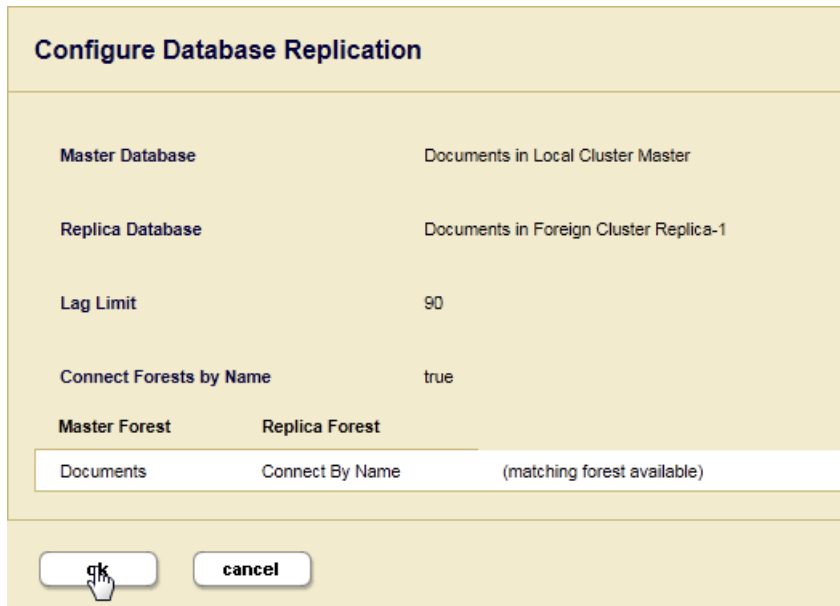 Configure Database Replication
Master Database Documents in Local Cluster Master
Replica Database Documents in Foreign Cluster Replica-1
Lag Limit 90
Connect Forests by Name true
Master Forest Replica Forest
Documents Connect By Name (matching forest available)
ok cancel